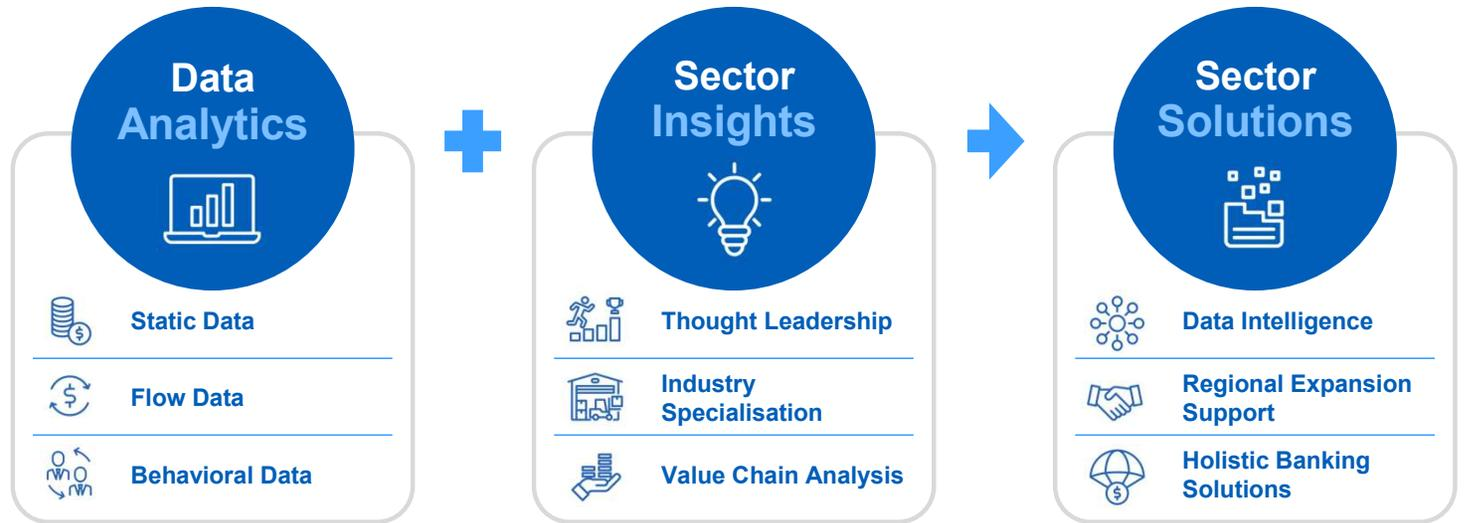 Data
Analytics
Static Data
Flow Data
Behavioral Data
Sector
Insights
Thought Leadership
Industry
Specialisation
Value Chain Analysis
Sector
Solutions
Data Intelligence
Regional Expansion
Support
Holistic Banking
Solutions